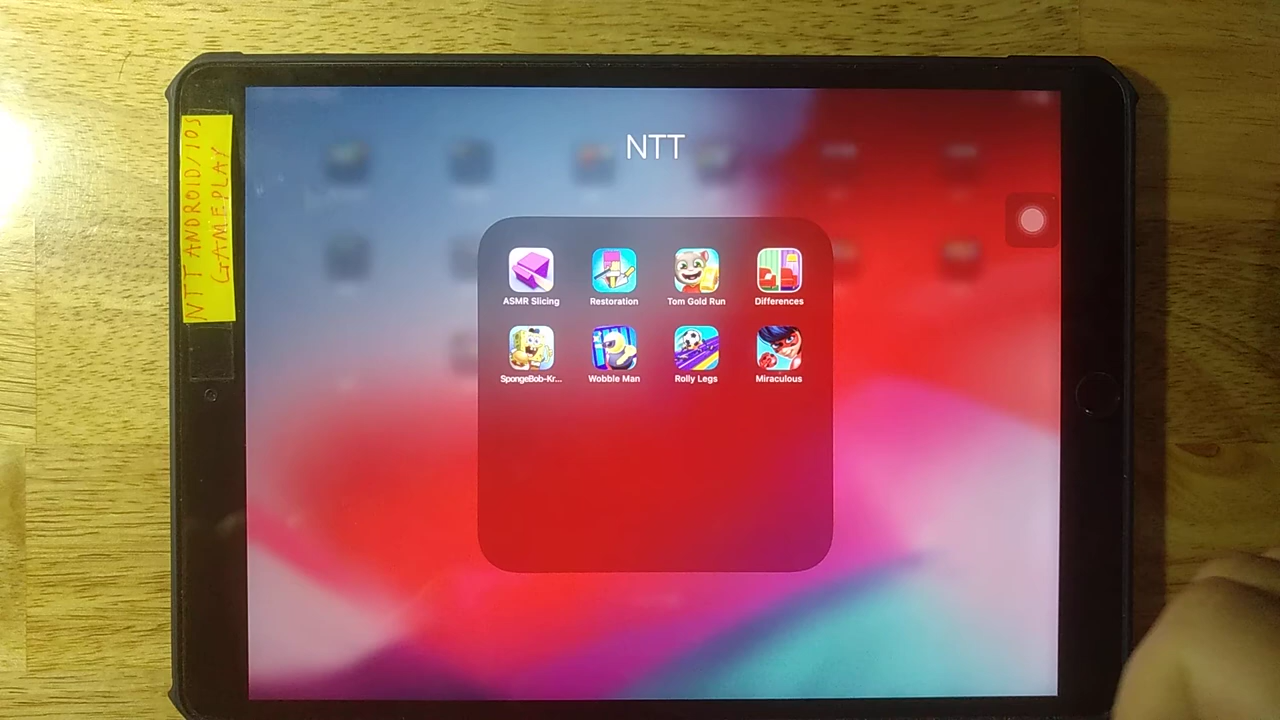 NTT ANDROID/IOS
GAMEPLAY
NTT
ASMR Slicing
Restoration
Tom Gold Run
Differences
SpongeBob-Kr...
Wobble Man
Rolly Legs
Miraculous